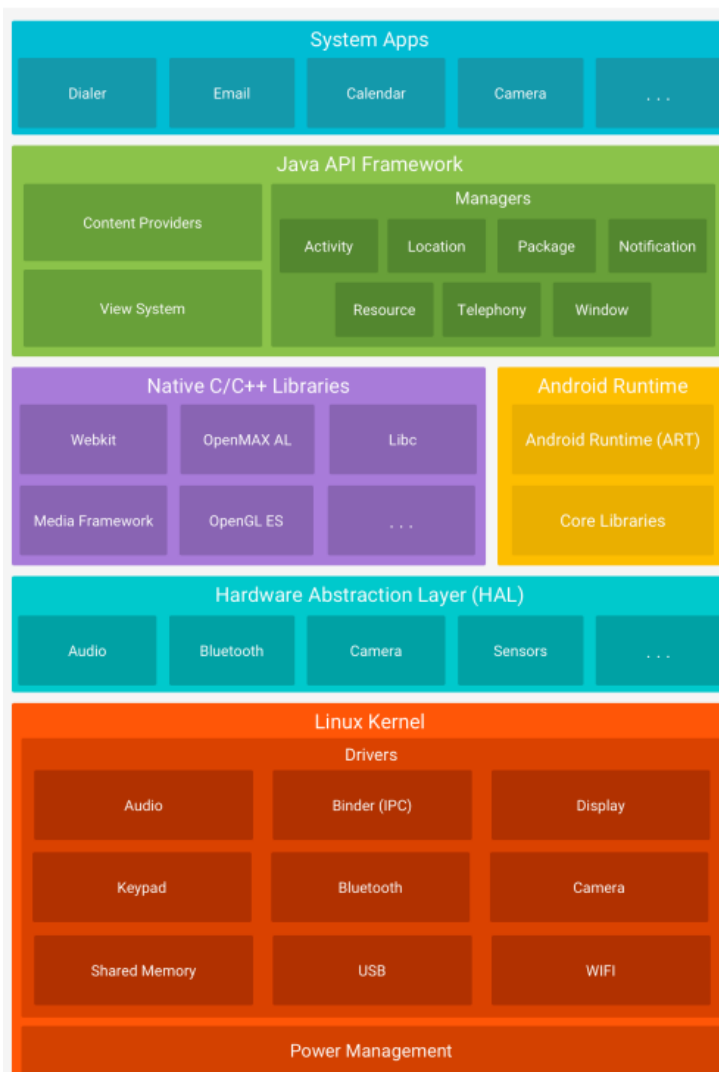 System Apps
Dialer
Email
Calendar
Camera
. . .
Java API Framework
Content Providers
View System
Managers
Activity
Location
Package
Notification
Resource
Telephony
Window
Native C/C++ Libraries
Webkit
OpenMAX AL
Libc
Media Framework
OpenGL ES
. . .
Android Runtime
Android Runtime (ART)
Core Libraries
Hardware Abstraction Layer (HAL)
Audio
Bluetooth
Camera
Sensors
. . .
Linux Kernel
Drivers
Audio
Binder (IPC)
Display
Keypad
Bluetooth
Camera
Shared Memory
USB
WIFI
Power Management